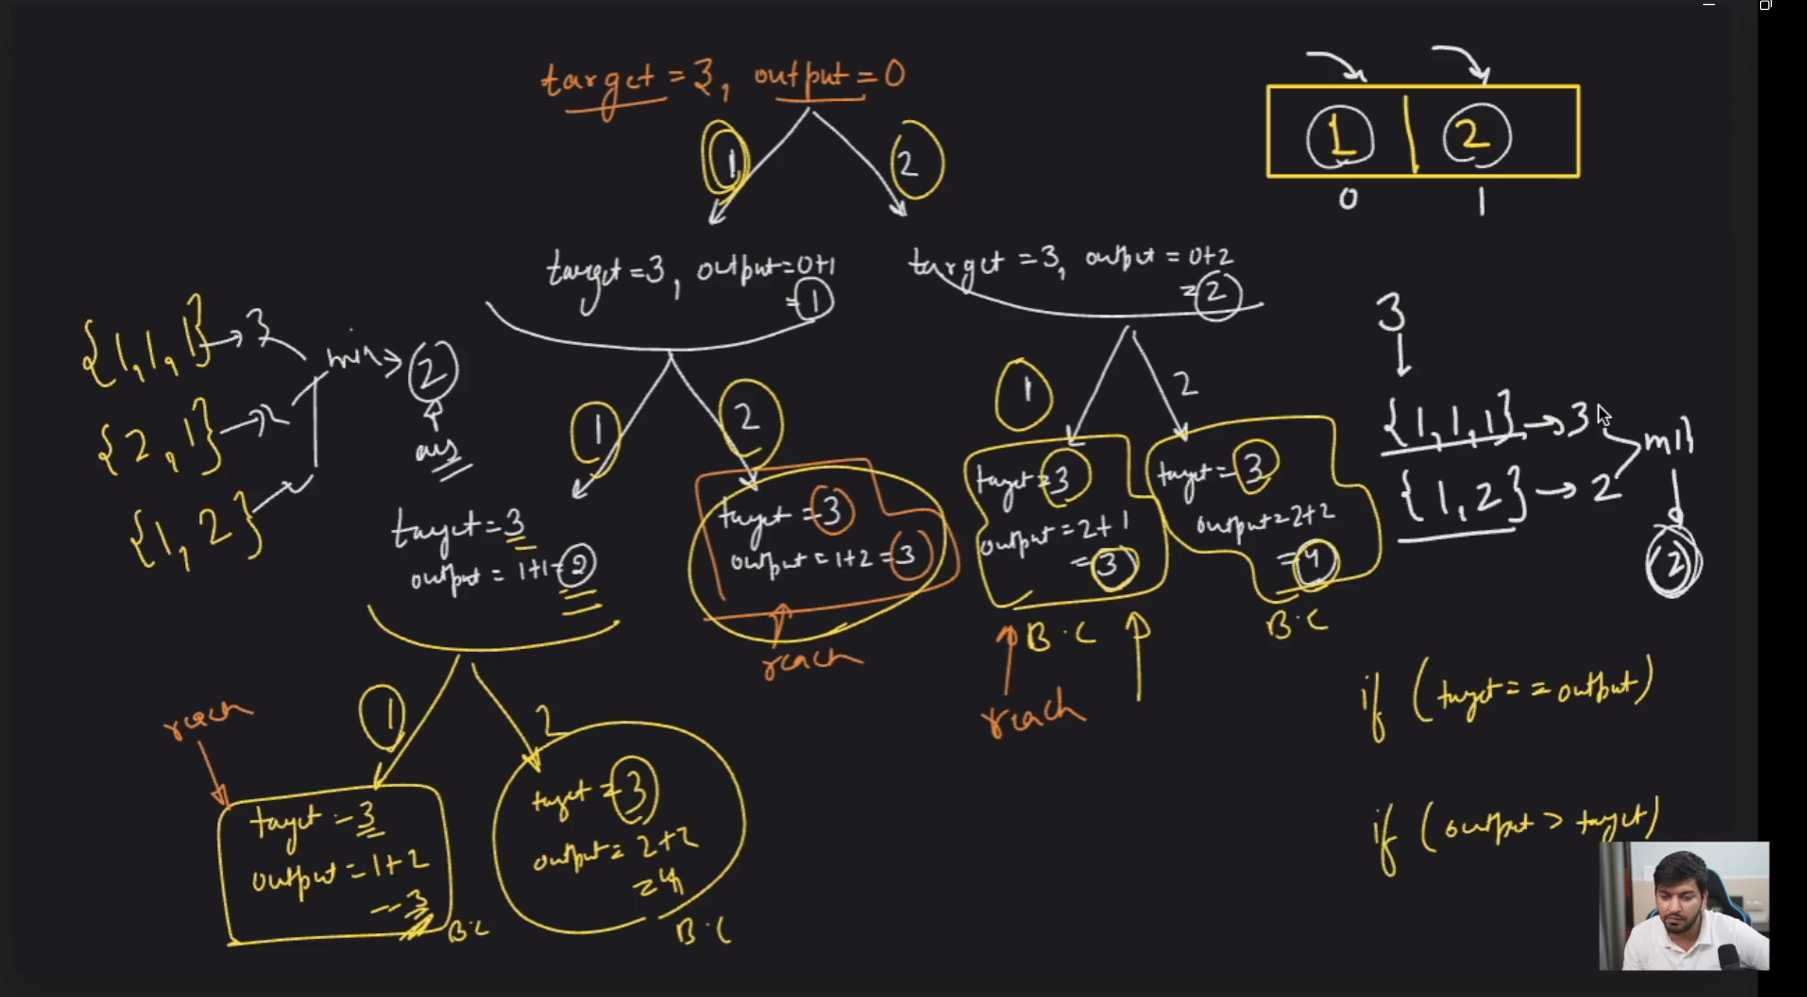 target = 3, output = 0
1 2
1 | 2
0 1
target = 3, output = 0+1
= 1
target = 3, output = 0+2
= 2
{1, 1, 1} → 3
{2, 1} → 2
{1, 2}
min → 2
ans
1 2
1 2
3
{1, 1, 1} → 3
{1, 2} → 2
min
2
target = 3
output = 1+1 = 2
target = 3
output = 1+2 = 3
reach
target = 3
output = 2+1
= 3
B.C
reach
target = 3
output = 2+2
= 4
B.C
1 2
reach
target = 3
output = 1+2
= 3
B.C
target = 3
output = 2+2
= 4
B.C
if (target = = output)
if (output > target)